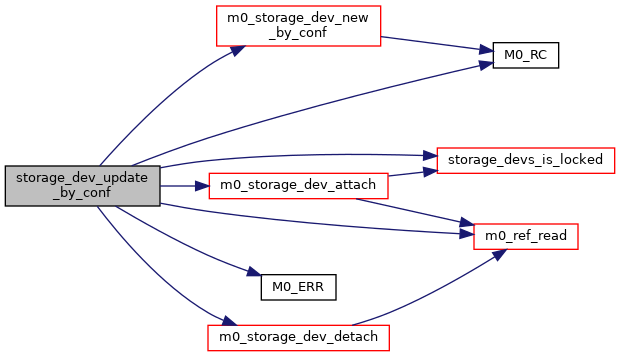 m0_storage_dev_new
_by_conf
M0_RC
storage_devs_is_locked
storage_dev_update
_by_conf
m0_storage_dev_attach
m0_ref_read
M0_ERR
m0_storage_dev_detach